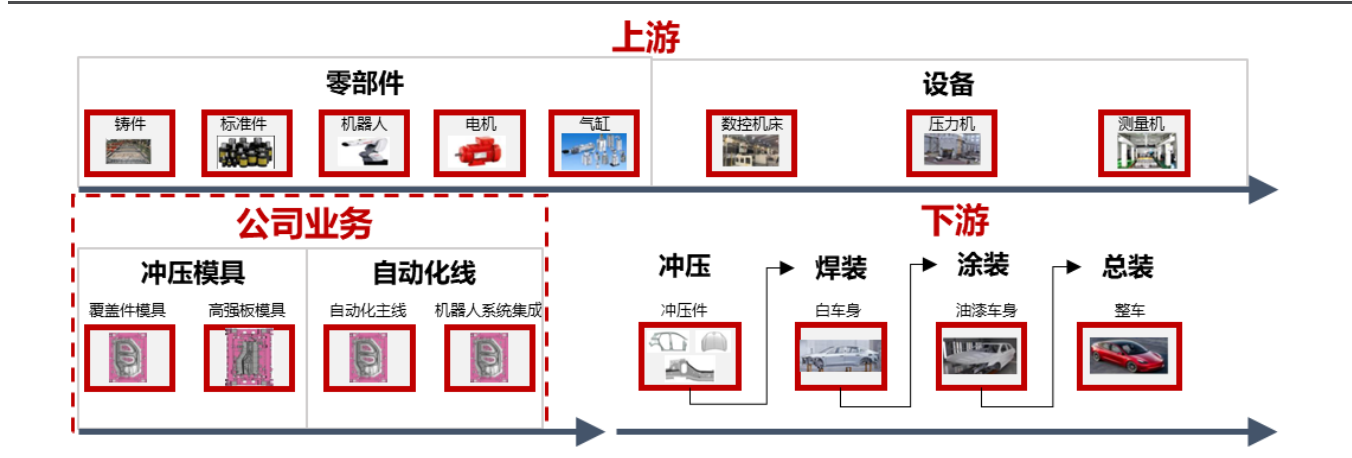 上游
零部件
设备
铸件
标准件
机器人
电机
气缸
数控机床
压力机
测量机
公司业务
下游
冲压模具
自动化线
冲压
焊装
涂装
总装
覆盖件模具
高强板模具
自动化主线
机器人系统集成
冲压件
白车身
油漆车身
整车